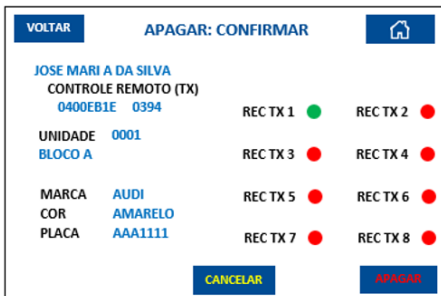 VOLTAR APAGAR: CONFIRMAR
JOSE MARI A DA SILVA
CONTROLE REMOTO (TX)
0400EB1E 0394
REC TX 1 REC TX 2
UNIDADE 0001
BLOCO A
REC TX 3 REC TX 4
MARCA AUDI
REC TX 5 REC TX 6
COR AMARELO
PLACA AAA1111
REC TX 7 REC TX 8
CANCELAR APAGAR